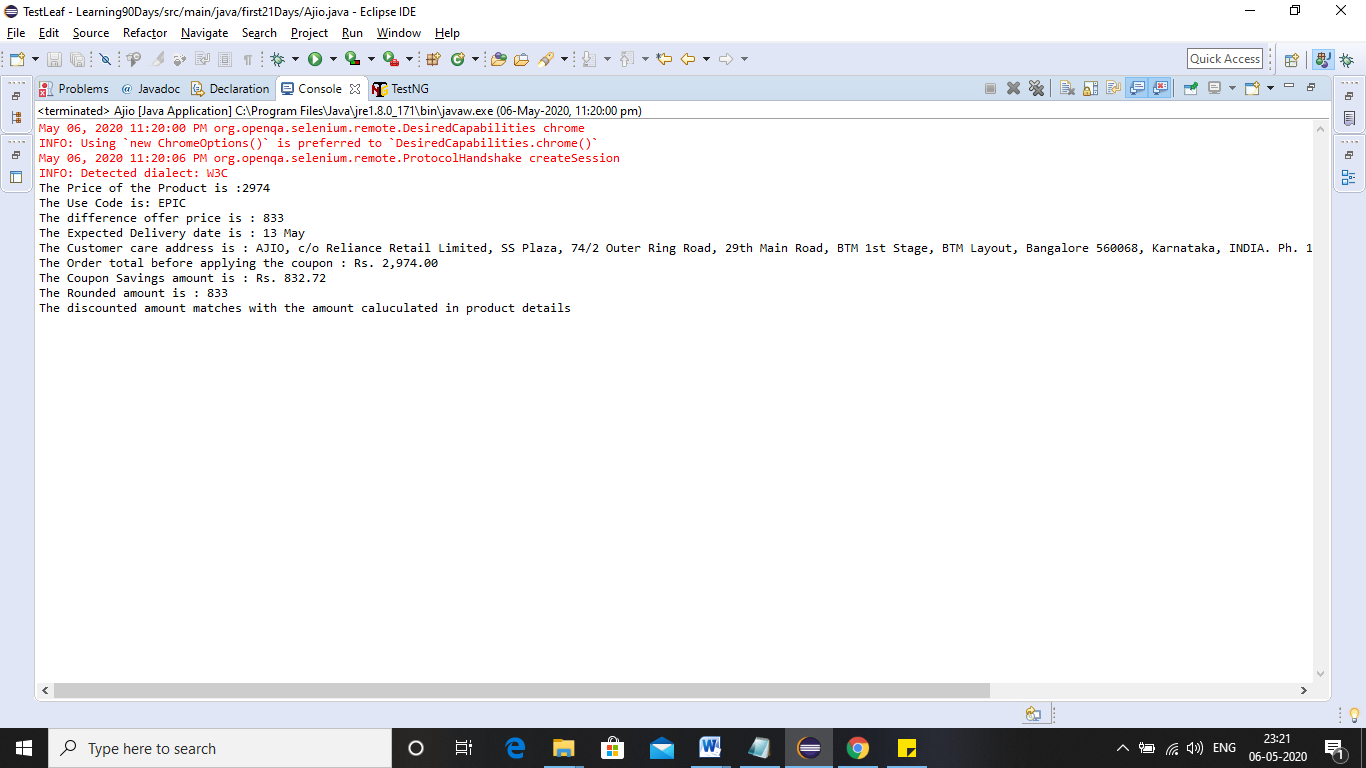 TestLeaf - Learning90Days/src/main/java/first21Days/Ajio.java - Eclipse IDE
File Edit Source Refactor Navigate Search Project Run Window Help
Quick Access
Problems @ Javadoc Declaration Console TestNG
<terminated> Ajio [Java Application] C:\Program Files\Java\jre1.8.0_171\bin\javaw.exe (06-May-2020, 11:20:00 pm)
May 06, 2020 11:20:00 PM org.openqa.selenium.remote.DesiredCapabilities chrome
INFO: Using `new ChromeOptions()` is preferred to `DesiredCapabilities.chrome()`
May 06, 2020 11:20:06 PM org.openqa.selenium.remote.ProtocolHandshake createSession
INFO: Detected dialect: W3C
The Price of the Product is :2974
The Use Code is: EPIC
The difference offer price is : 833
The Expected Delivery date is : 13 May
The Customer care address is : AJIO, c/o Reliance Retail Limited, SS Plaza, 74/2 Outer Ring Road, 29th Main Road, BTM 1st Stage, BTM Layout, Bangalore 560068, Karnataka, INDIA. Ph. 1
The Order total before applying the coupon : Rs. 2,974.00
The Coupon Savings amount is : Rs. 832.72
The Rounded amount is : 833
The discounted amount matches with the amount caluculated in product details
Type here to search
ENG
23:21
06-05-2020
1